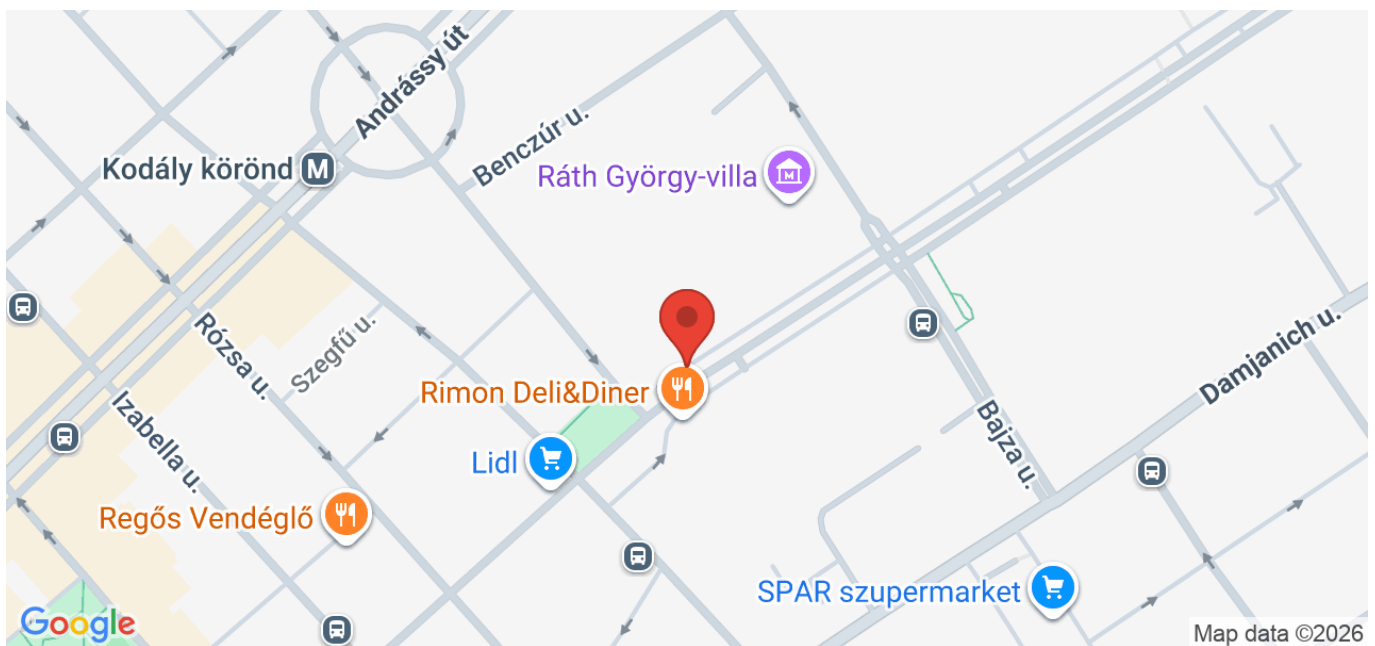 Andrássy út
Kodály körönd
M
Benczúr u.
Ráth György-villa
M
Rózsa u.
Szegfű u.
Izabella u.
Rimon Deli&Diner
Lidl
Regős Vendéglő
Damjanich u.
Bajza u.
SPAR szupermarket
Google
Map data ©2026